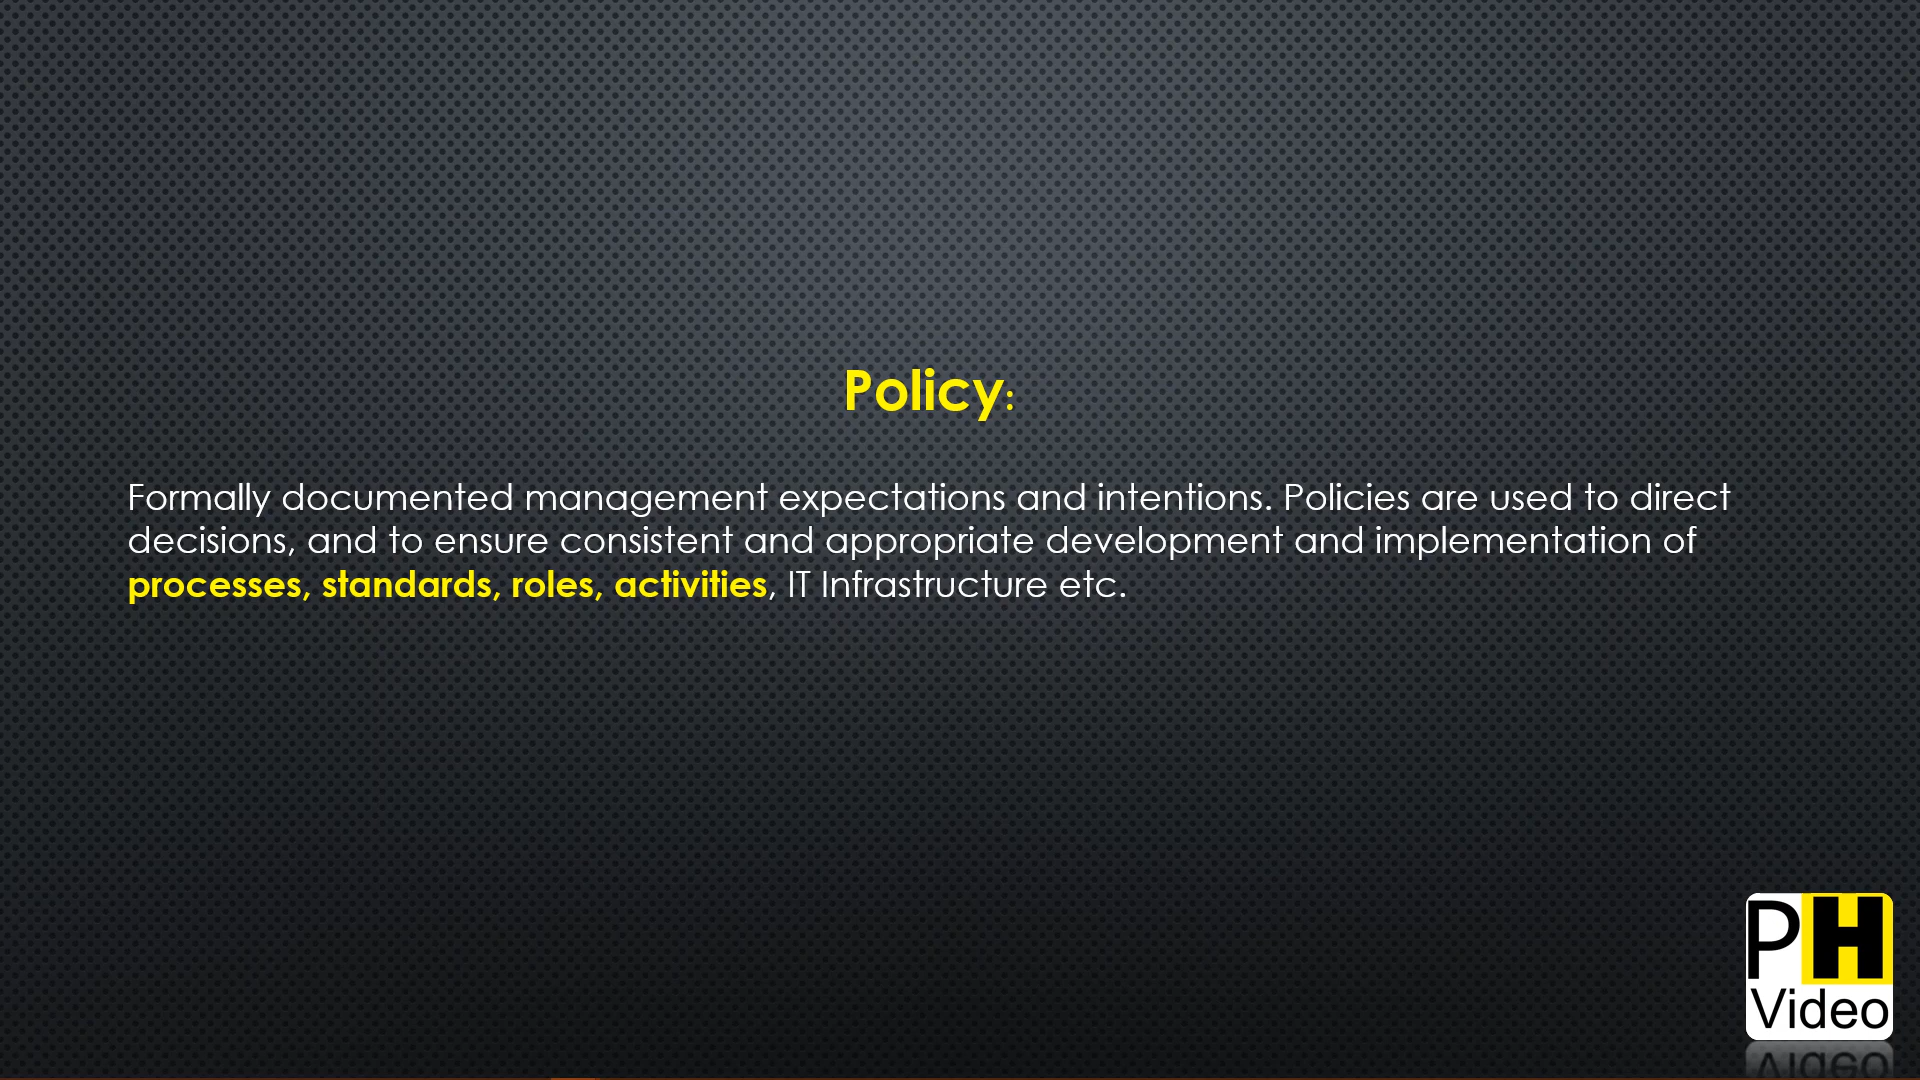 Policy:
Formally documented management expectations and intentions. Policies are used to direct
decisions, and to ensure consistent and appropriate development and implementation of
processes, standards, roles, activities, IT Infrastructure etc.
PH
Video